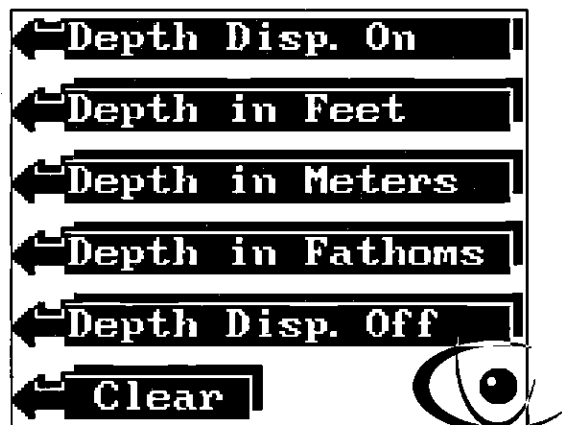 Depth Disp. On
Depth in Feet
Depth in Meters
Depth in Fathoms
Depth Disp. Off
Clear